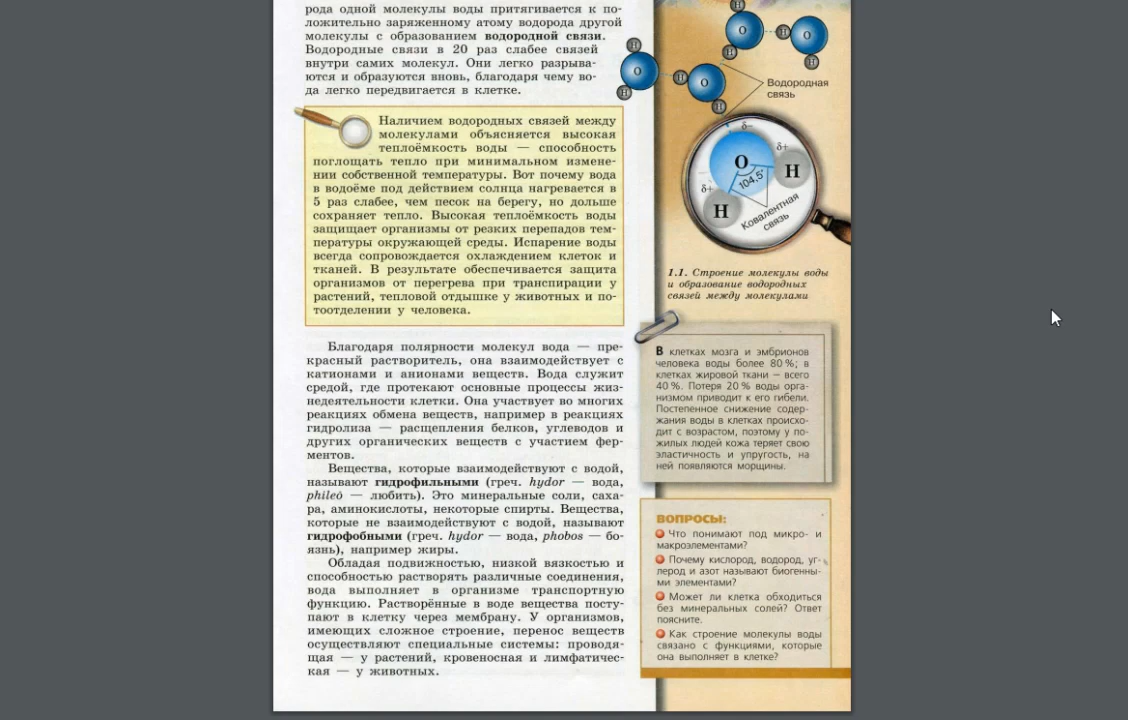 рода одной молекулы воды притягивается к по-
ложительно заряженному атому водорода другой
молекулы с образованием водородной связи.
Водородные связи в 20 раз слабее связей
внутри самих молекул. Они легко разрыва-
ются и образуются вновь, благодаря чему во-
да легко передвигается в клетке.
Наличием водородных связей между
молекулами объясняется высокая
теплоёмкость воды — способность
поглощать тепло при минимальном измене-
нии собственной температуры. Вот почему вода
в водоёме под действием солнца нагревается в
5 раз слабее, чем песок на берегу, но дольше
сохраняет тепло. Высокая теплоёмкость воды
защищает организмы от резких перепадов тем-
пературы окружающей среды. Испарение воды
всегда сопровождается охлаждением клеток и
тканей. В результате обеспечивается защита
организмов от перегрева при транспирации у
растений, тепловой отдышке у животных и по-
тоотделении у человека.
Благодаря полярности молекул вода — пре-
красный растворитель, она взаимодействует с
катионами и анионами веществ. Вода служит
средой, где протекают основные процессы жиз-
недеятельности клетки. Она участвует во многих
реакциях обмена веществ, например в реакциях
гидролиза — расщепления белков, углеводов и
других органических веществ с участием фер-
ментов.
Вещества, которые взаимодействуют с водой,
называют гидрофильными (греч. hydor — вода,
phileō — любить). Это минеральные соли, саха-
ра, аминокислоты, некоторые спирты. Вещества,
которые не взаимодействуют с водой, называют
гидрофобными (греч. hydor — вода, phobos — бо-
язнь), например жиры.
Обладая подвижностью, низкой вязкостью и
способностью растворять различные соединения,
вода выполняет в организме транспортную
функцию. Растворённые в воде вещества посту-
пают в клетку через мембрану. У организмов,
имеющих сложное строение, перенос веществ
осуществляют специальные системы: проводя-
щая — у растений, кровеносная и лимфатичес-
кая — у животных.
H
O H O
H H
H
O H O
H H
Водородная
связь
δ−
O δ+
H
104,5°
δ+
H
Ковалентная
связь
1.1. Строение молекулы воды
и образование водородных
связей между молекулами
В клетках мозга и эмбрионов
человека воды более 80 %; в
клетках жировой ткани — всего
40 %. Потеря 20 % воды орга-
низмом приводит к его гибели.
Постепенное снижение содер-
жания воды в клетках происхо-
дит с возрастом, поэтому у по-
жилых людей кожа теряет свою
эластичность и упругость, на
ней появляются морщины.
ВОПРОСЫ:
Что понимают под микро- и
макроэлементами?
Почему кислород, водород, уг-
лерод и азот называют биогенны-
ми элементами?
Может ли клетка обходиться
без минеральных солей? Ответ
поясните.
Как строение молекулы воды
связано с функциями, которые
она выполняет в клетке?